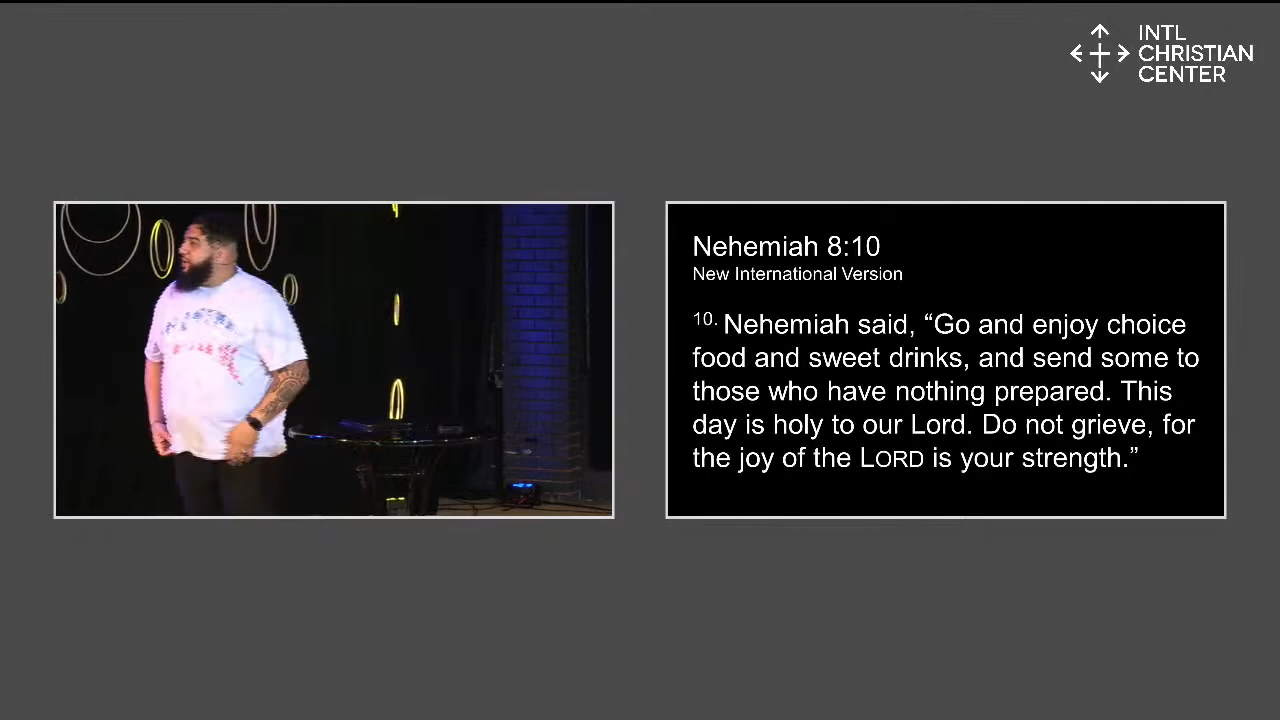 INTL
CHRISTIAN
CENTER
Nehemiah 8:10
New International Version
10. Nehemiah said, “Go and enjoy choice
food and sweet drinks, and send some to
those who have nothing prepared. This
day is holy to our Lord. Do not grieve, for
the joy of the LORD is your strength.”